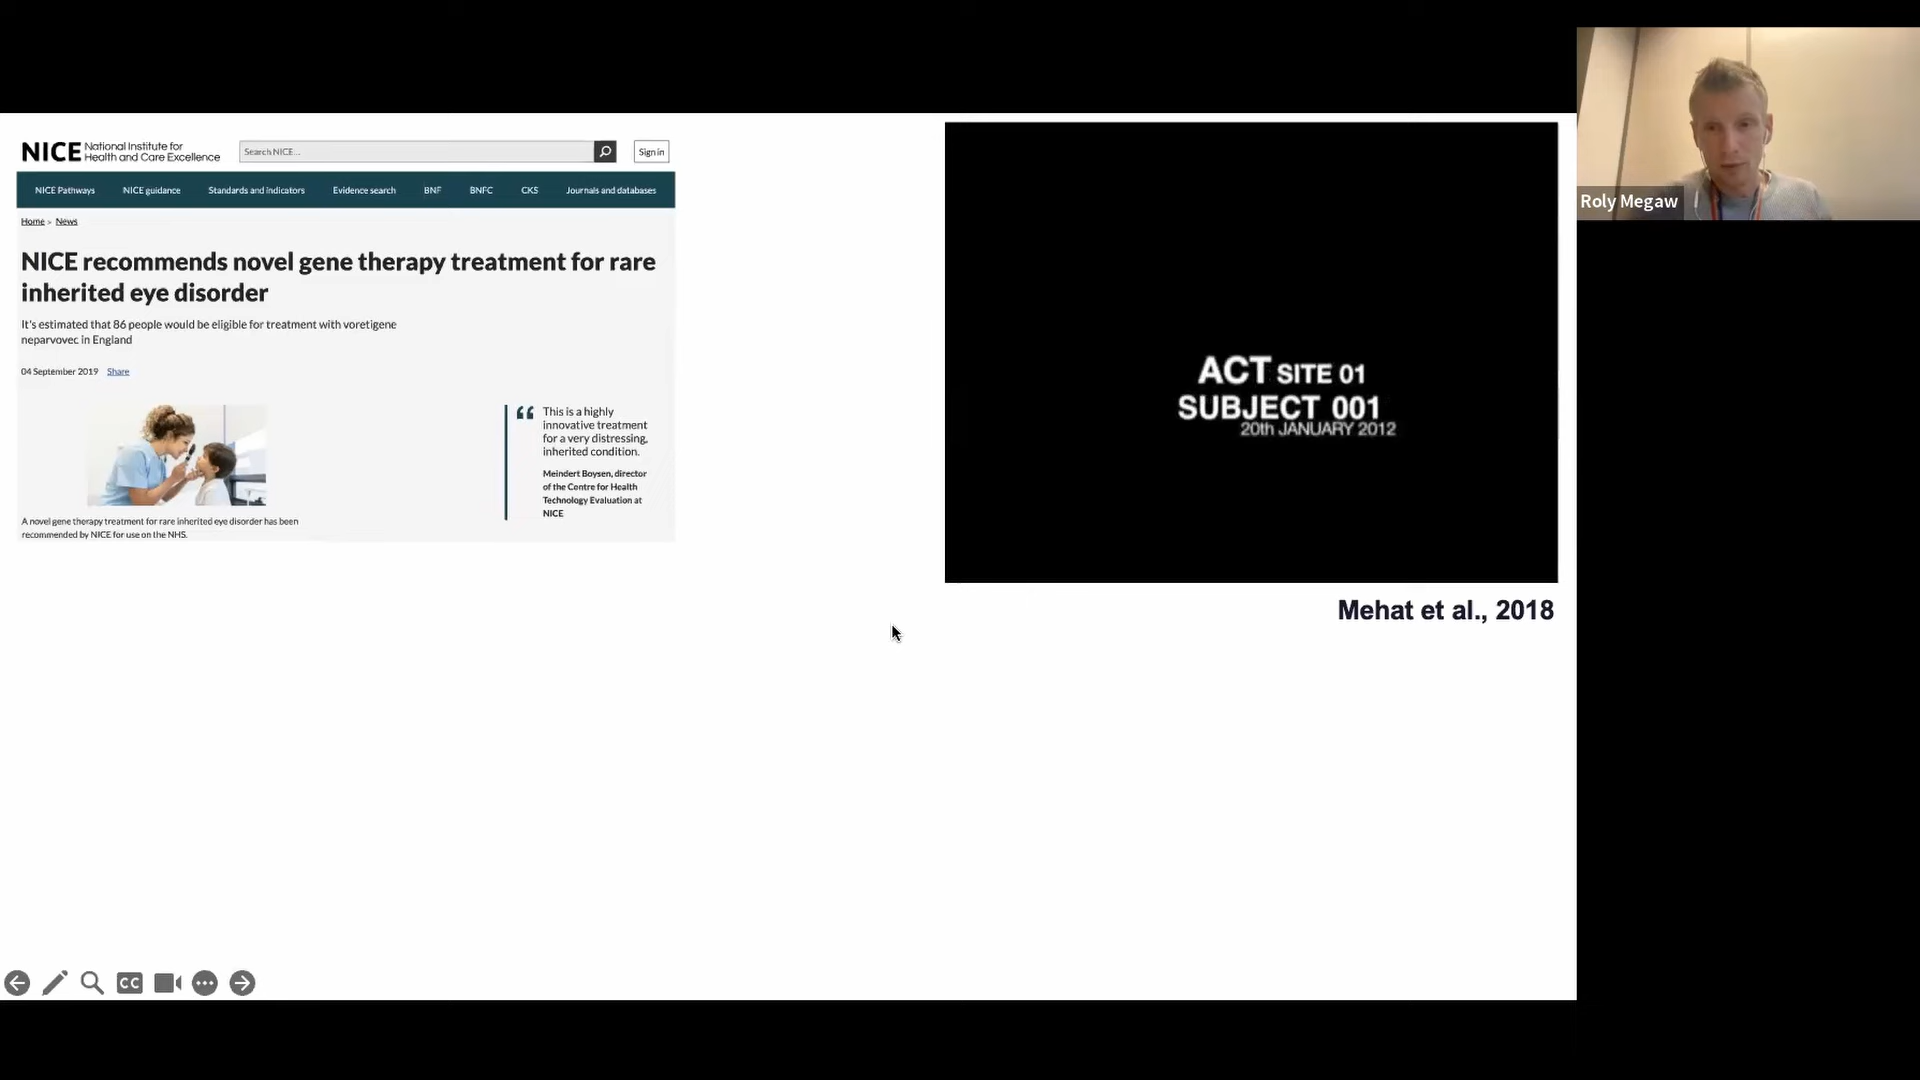 NICE National Institute for
Health and Care Excellence
Search NICE...
Sign in
NICE Pathways NICE guidance Standards and indicators Evidence search BNF BNFC CKS Journals and databases
Home > News
NICE recommends novel gene therapy treatment for rare
inherited eye disorder
It's estimated that 86 people would be eligible for treatment with voretigene
neparvovec in England
04 September 2019 Share
“ This is a highly
innovative treatment
for a very distressing,
inherited condition.
Meindert Boysen, director
of the Centre for Health
Technology Evaluation at
NICE
A novel gene therapy treatment for rare inherited eye disorder has been
recommended by NICE for use on the NHS.
ACT SITE 01
SUBJECT 001
20th JANUARY 2012
Mehat et al., 2018
Roly Megaw
CC